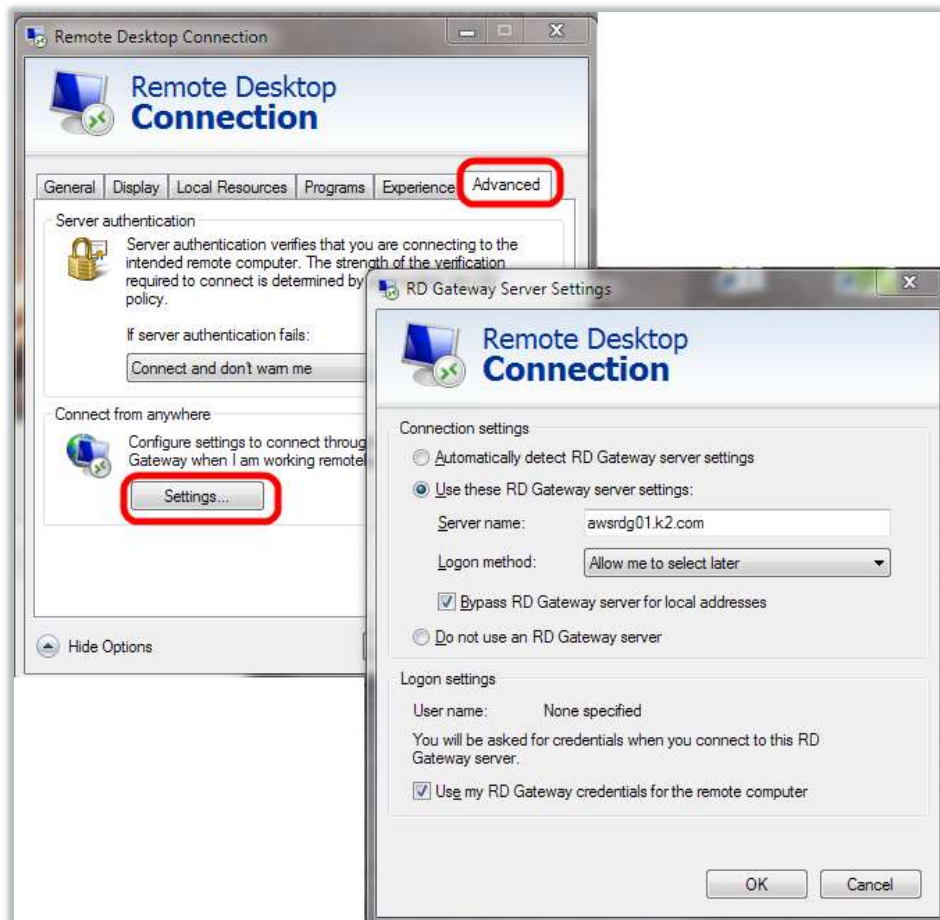 Remote Desktop Connection
Remote Desktop
Connection
General Display Local Resources Programs Experience Advanced
Server authentication
Server authentication verifies that you are connecting to the
intended remote computer. The strength of the verification
required to connect is determined by
policy.
If server authentication fails:
Connect and don't warn me
Connect from anywhere
Configure settings to connect throug
Gateway when I am working remotel
Settings...
Hide Options
RD Gateway Server Settings
Remote Desktop
Connection
Connection settings
Automatically detect RD Gateway server settings
Use these RD Gateway server settings:
Server name: awsrdg01.k2.com
Logon method: Allow me to select later
Bypass RD Gateway server for local addresses
Do not use an RD Gateway server
Logon settings
User name: None specified
You will be asked for credentials when you connect to this RD
Gateway server.
Use my RD Gateway credentials for the remote computer
OK Cancel